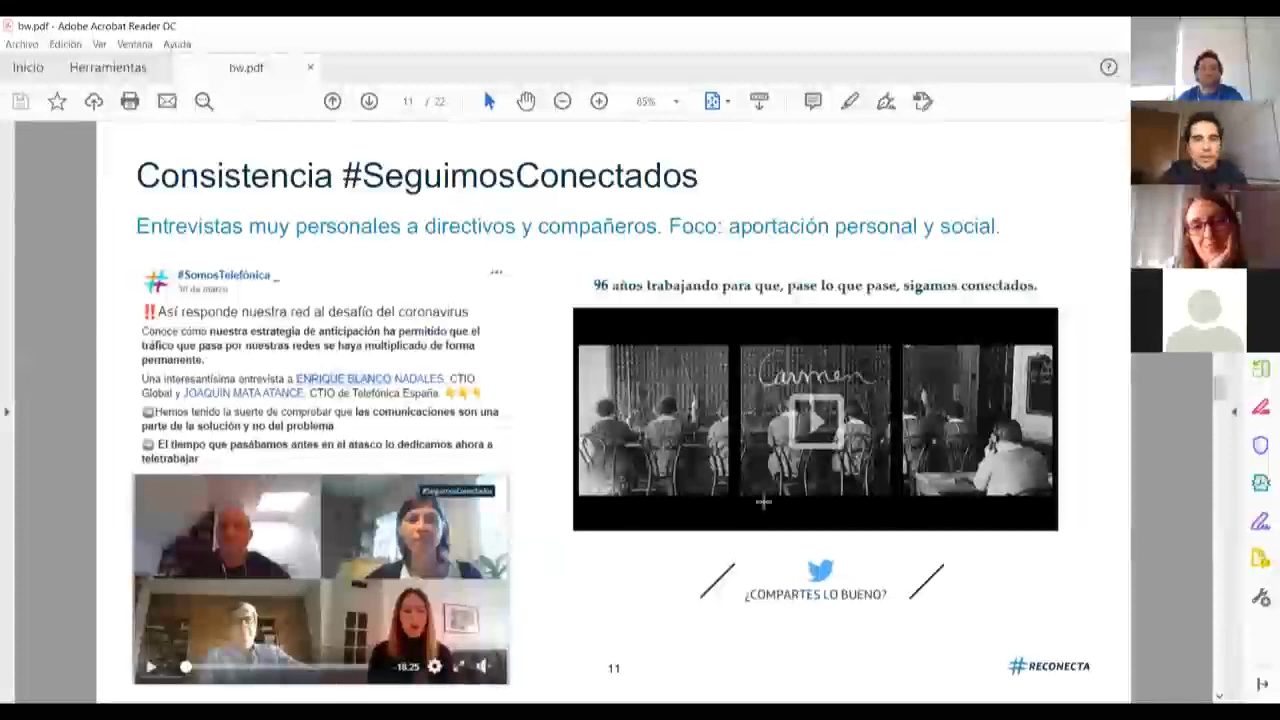 bw.pdf - Adobe Acrobat Reader DC
Archivo Edición Ver Ventana Ayuda
Inicio Herramientas bw.pdf ×
11 / 22 85%
Consistencia #SeguimosConectados
Entrevistas muy personales a directivos y compañeros. Foco: aportación personal y social.
#SomosTelefónica _
30 de marzo
‼Así responde nuestra red al desafío del coronavirus
Conoce cómo nuestra estrategia de anticipación ha permitido que el
tráfico que pasa por nuestras redes se haya multiplicado de forma
permanente.
Una interesantísima entrevista a ENRIQUE BLANCO NADALES, CTIO
Global y JOAQUIN MATA ATANCE, CTIO de Telefónica España.
Hemos tenido la suerte de comprobar que las comunicaciones son una
parte de la solución y no del problema
El tiempo que pasábamos antes en el atasco lo dedicamos ahora a
teletrabajar
#SeguimosConectados
-18:25
96 años trabajando para que, pase lo que pase, sigamos conectados.
Carmen
¿COMPARTES LO BUENO?
11
#RECONECTA